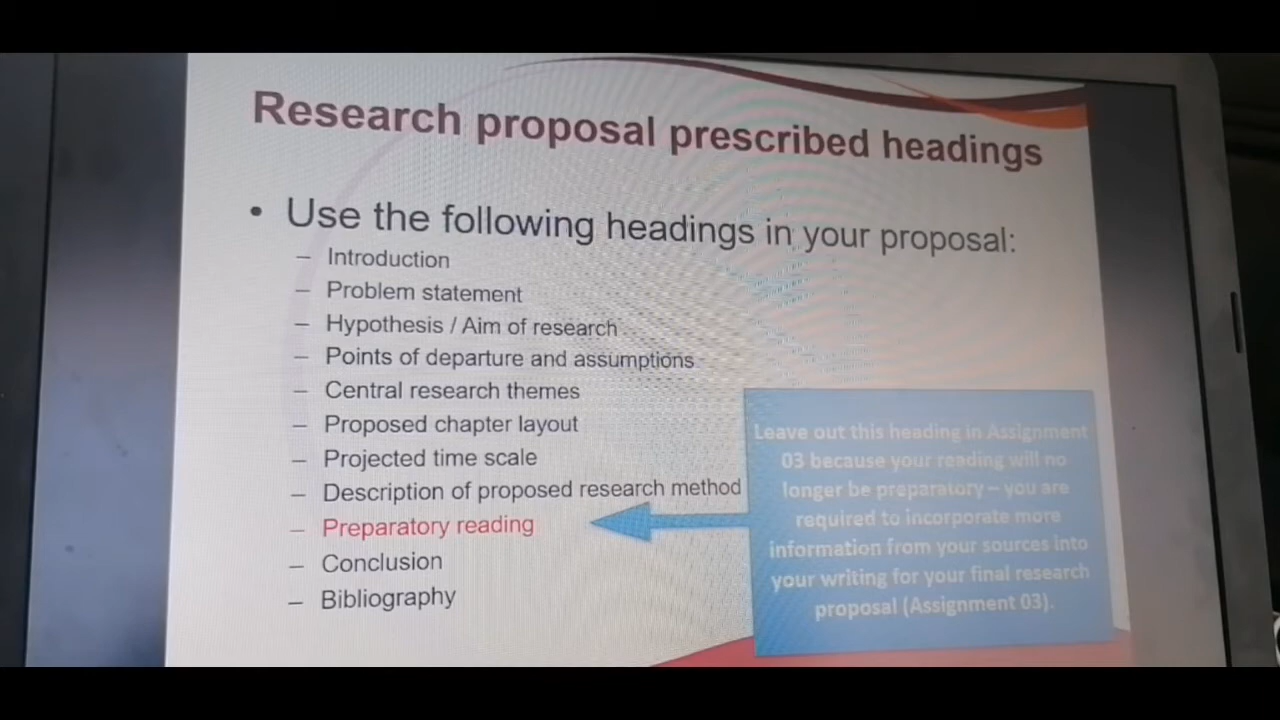 Research proposal prescribed headings
• Use the following headings in your proposal:
– Introduction
– Problem statement
– Hypothesis / Aim of research
– Points of departure and assumptions
– Central research themes
– Proposed chapter layout
– Projected time scale
– Description of proposed research method
– Preparatory reading
– Conclusion
– Bibliography
Leave out this heading in Assignment
03 because your reading will no
longer be preparatory – you are
required to incorporate more
information from your sources into
your writing for your final research
proposal (Assignment 03).